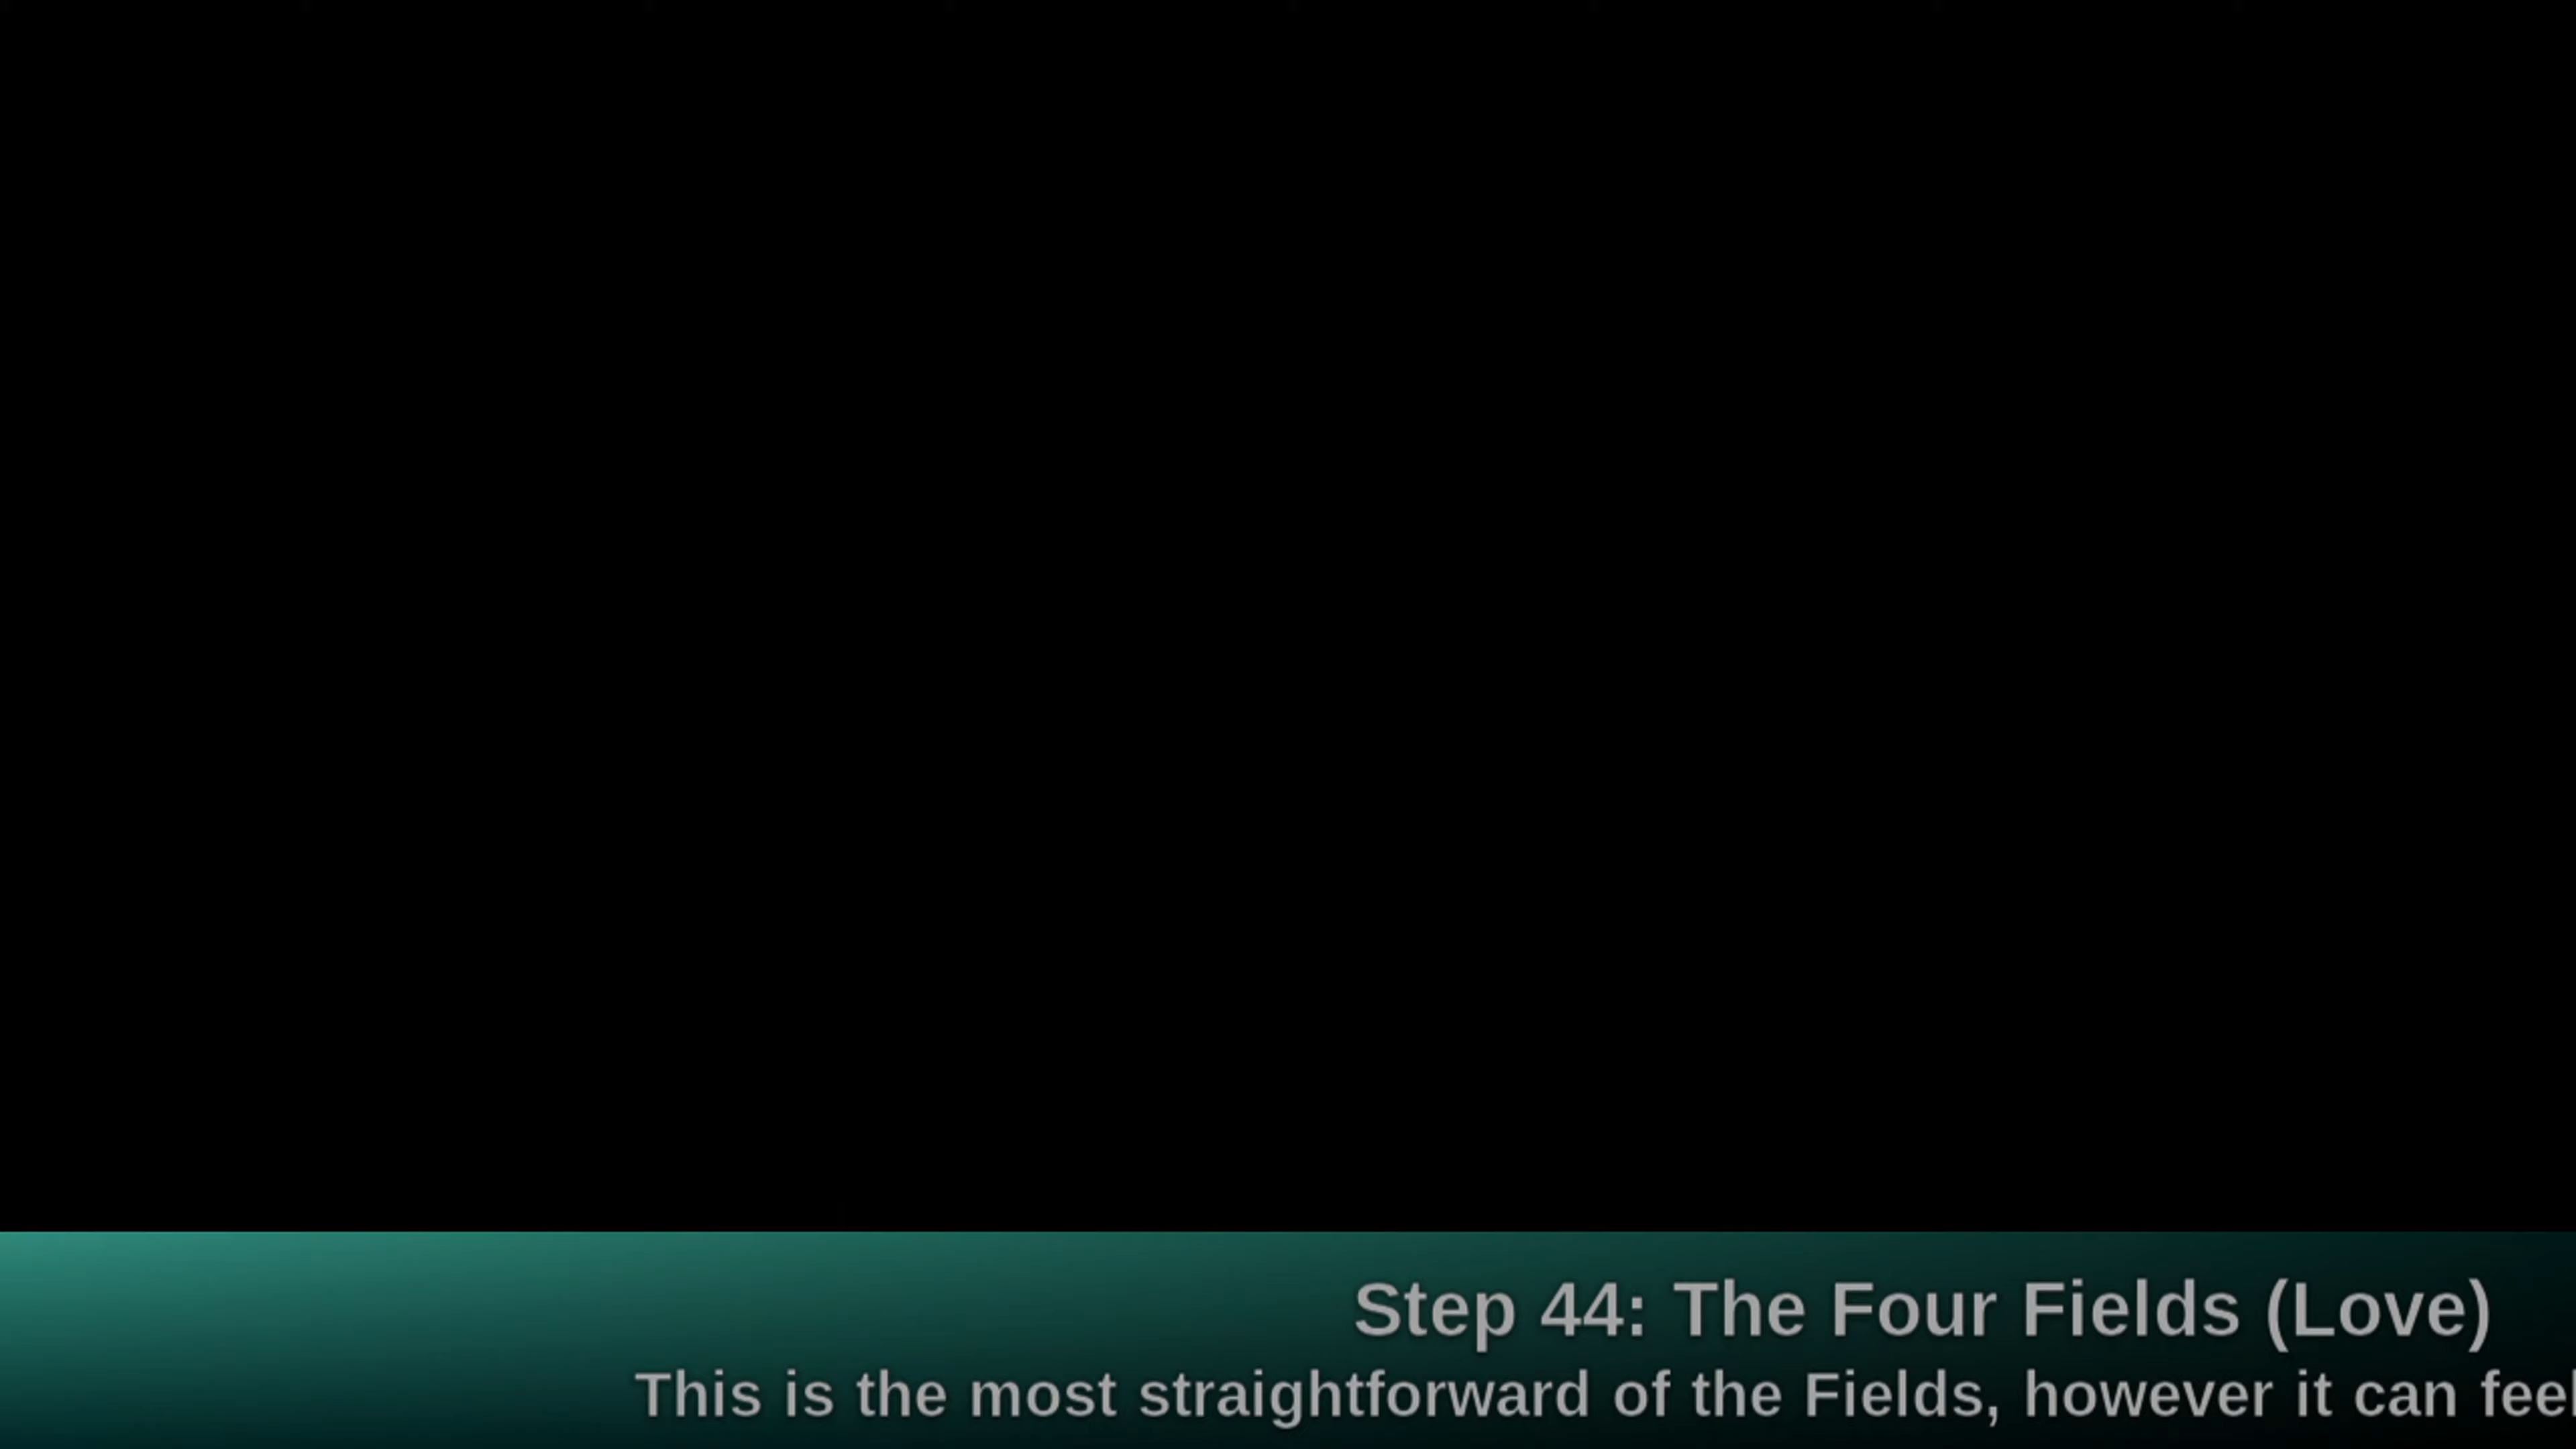 Step 44: The Four Fields (Love)
This is the most straightforward of the Fields, however it can feel